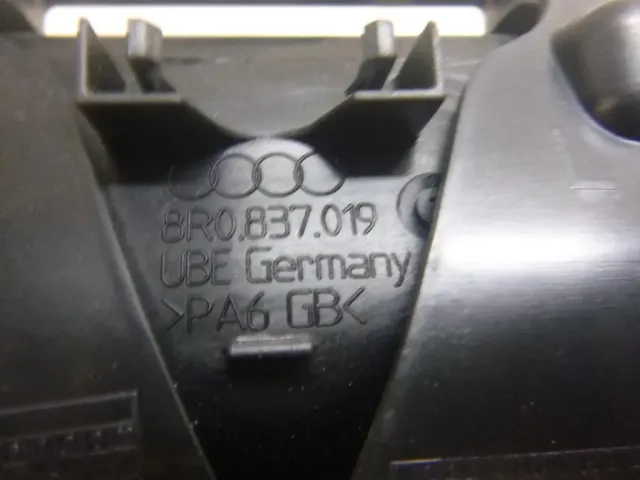 8R0.837.019
UBE Germany
>PA6 GB<